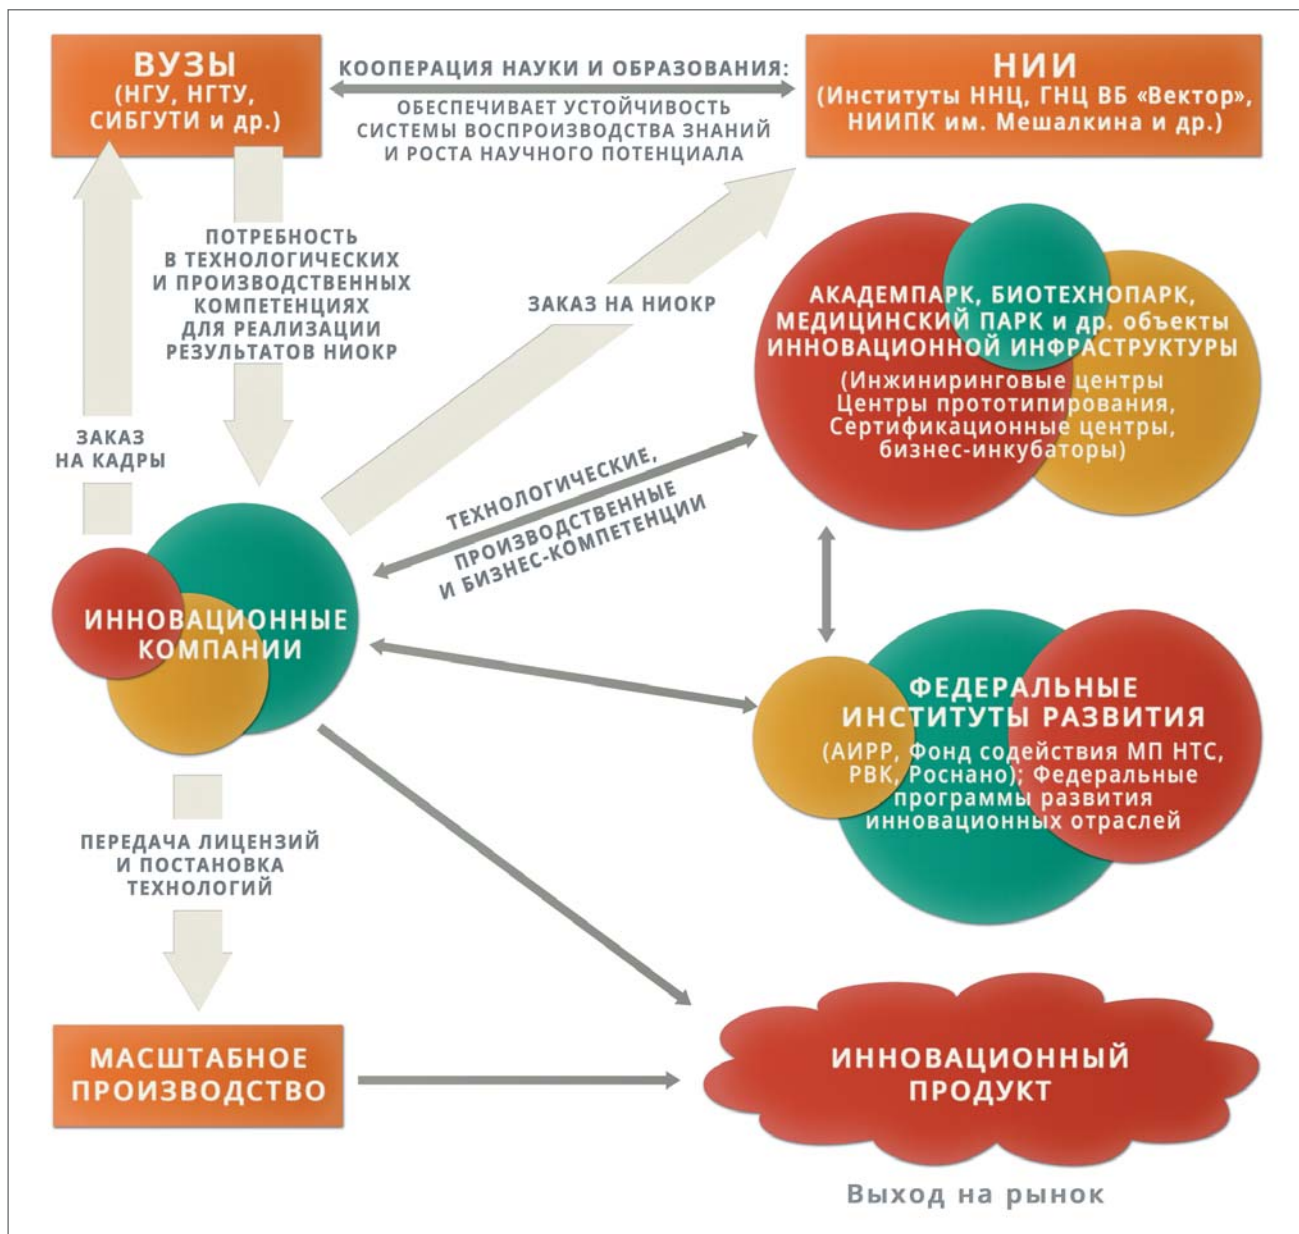 ВУЗЫ
(НГУ, НГТУ,
СИБГУТИ и др.)
КООПЕРАЦИЯ НАУКИ И ОБРАЗОВАНИЯ:
ОБЕСПЕЧИВАЕТ УСТОЙЧИВОСТЬ
СИСТЕМЫ ВОСПРОИЗВОДСТВА ЗНАНИЙ
И РОСТА НАУЧНОГО ПОТЕНЦИАЛА
НИИ
(Институты ННЦ, ГНЦ ВБ «Вектор»,
НИИПК им. Мешалкина и др.)
ПОТРЕБНОСТЬ
В ТЕХНОЛОГИЧЕСКИХ
И ПРОИЗВОДСТВЕННЫХ
КОМПЕТЕНЦИЯХ
ДЛЯ РЕАЛИЗАЦИИ
РЕЗУЛЬТАТОВ НИОКР
ЗАКАЗ НА НИОКР
АКАДЕМПАРК, БИОТЕХНОПАРК,
МЕДИЦИНСКИЙ ПАРК и др. объекты
ИННОВАЦИОННОЙ ИНФРАСТРУКТУРЫ
(Инжиниринговые центры
Центры прототипирования,
Сертификационные центры,
бизнес-инкубаторы)
ЗАКАЗ
НА КАДРЫ
ТЕХНОЛОГИЧЕСКИЕ,
ПРОИЗВОДСТВЕННЫЕ
И БИЗНЕС-КОМПЕТЕНЦИИ
ИННОВАЦИОННЫЕ
КОМПАНИИ
ФЕДЕРАЛЬНЫЕ
ИНСТИТУТЫ РАЗВИТИЯ
(АИРР, Фонд содействия МП НТС,
РВК, Роснано); Федеральные
программы развития
инновационных отраслей
ПЕРЕДАЧА ЛИЦЕНЗИЙ
И ПОСТАНОВКА
ТЕХНОЛОГИЙ
МАСШТАБНОЕ
ПРОИЗВОДСТВО
ИННОВАЦИОННЫЙ
ПРОДУКТ
Выход на рынок